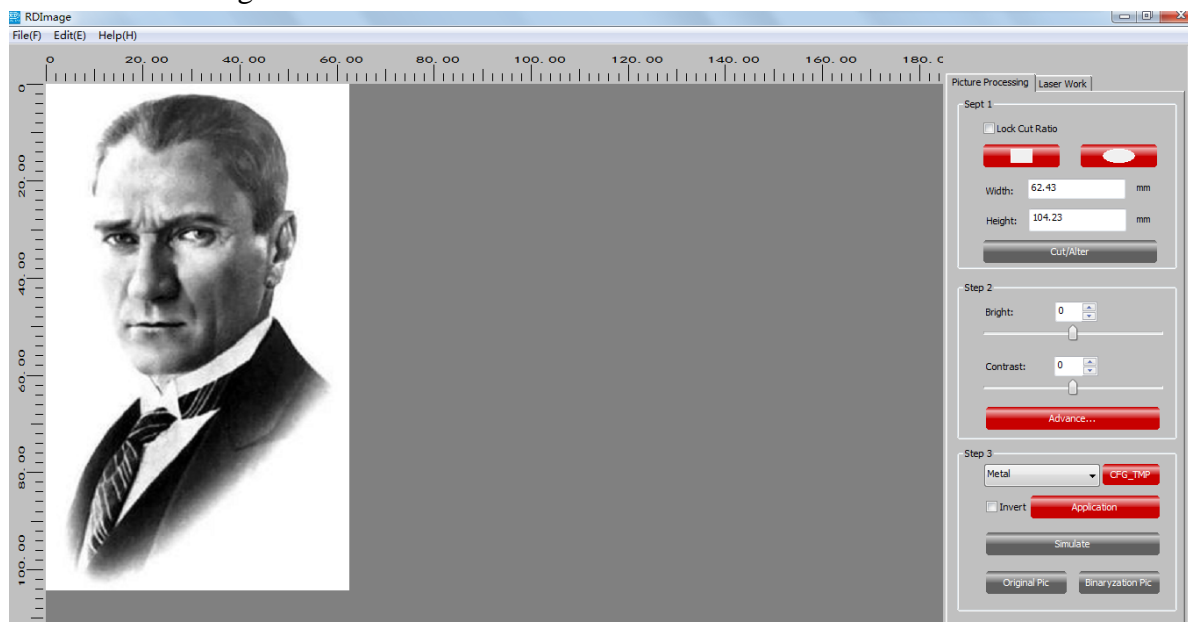 RDImage
File(F) Edit(E) Help(H)
0 20.00 40.00 60.00 80.00 100.00 120.00 140.00 160.00 180.0
0
20.00
40.00
60.00
80.00
100.00
Picture Processing Laser Work
Sept 1
Lock Cut Ratio
Width: 62.43 mm
Height: 104.23 mm
Cut/Alter
Step 2
Bright: 0
Contrast: 0
Advance...
Step 3
Metal CFG_TMP
Invert Application
Simulate
Original Pic Binaryzation Pic